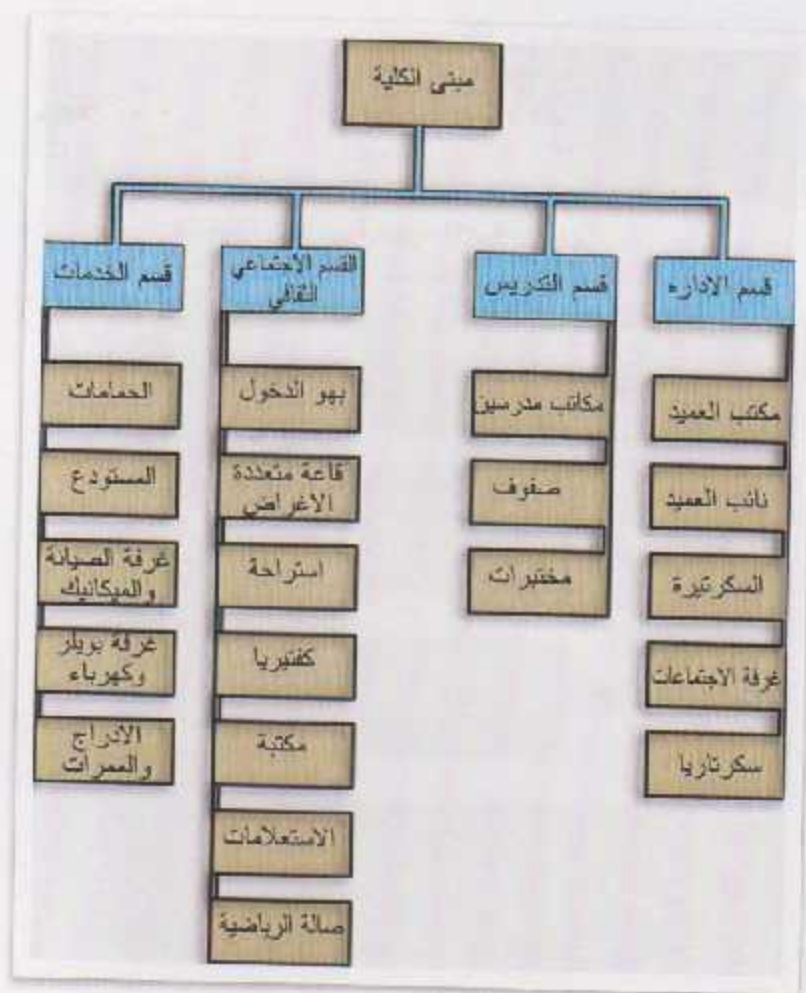 مبنى الكلية
قسم الاداره
مكتب العميد
نائب العميد
السكرتيرة
غرفة الاجتماعات
سكرتاريا
قسم التدريس
مكاتب مدرسين
صفوف
مختبرات
القسم الاجتماعي
الثقافي
بهو الدخول
قاعة متعددة
الاغراض
استراحة
كفتيريا
مكتبة
الاستعلامات
صالة الرياضية
قسم الخدمات
الحمامات
المستودع
غرفة الصيانة
والميكانيك
غرفة بويلر
وكهرباء
الادراج
والممرات